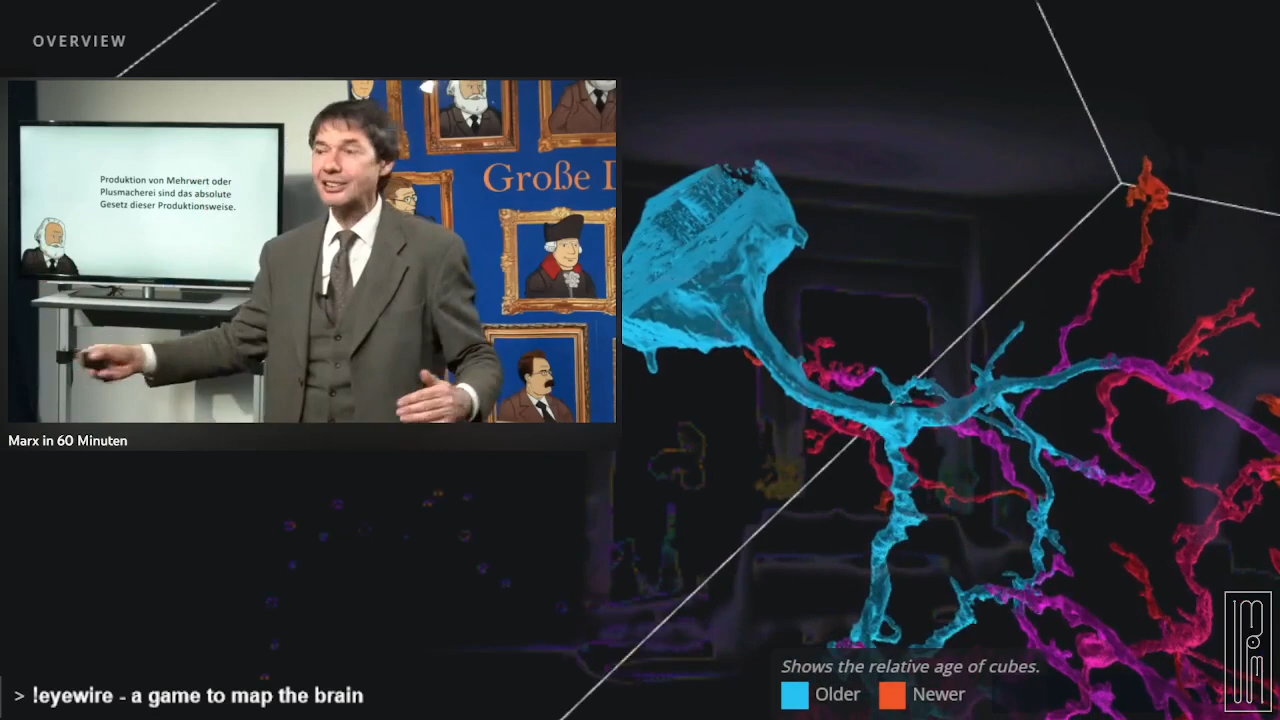 OVERVIEW
Produktion von Mehrwert oder
Plusmacherei sind das absolute
Gesetz dieser Produktionsweise.
Große D
Marx in 60 Minuten
> !eyewire - a game to map the brain
Shows the relative age of cubes.
Older
Newer